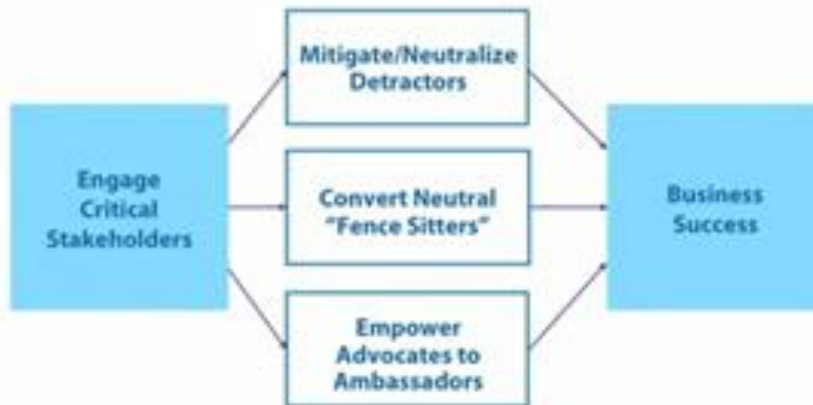 Mitigate/Neutralize
Detractors
Engage
Critical
Stakeholders
Convert Neutral
"Fence Sitters"
Business
Success
Empower
Advocates to
Ambassadors